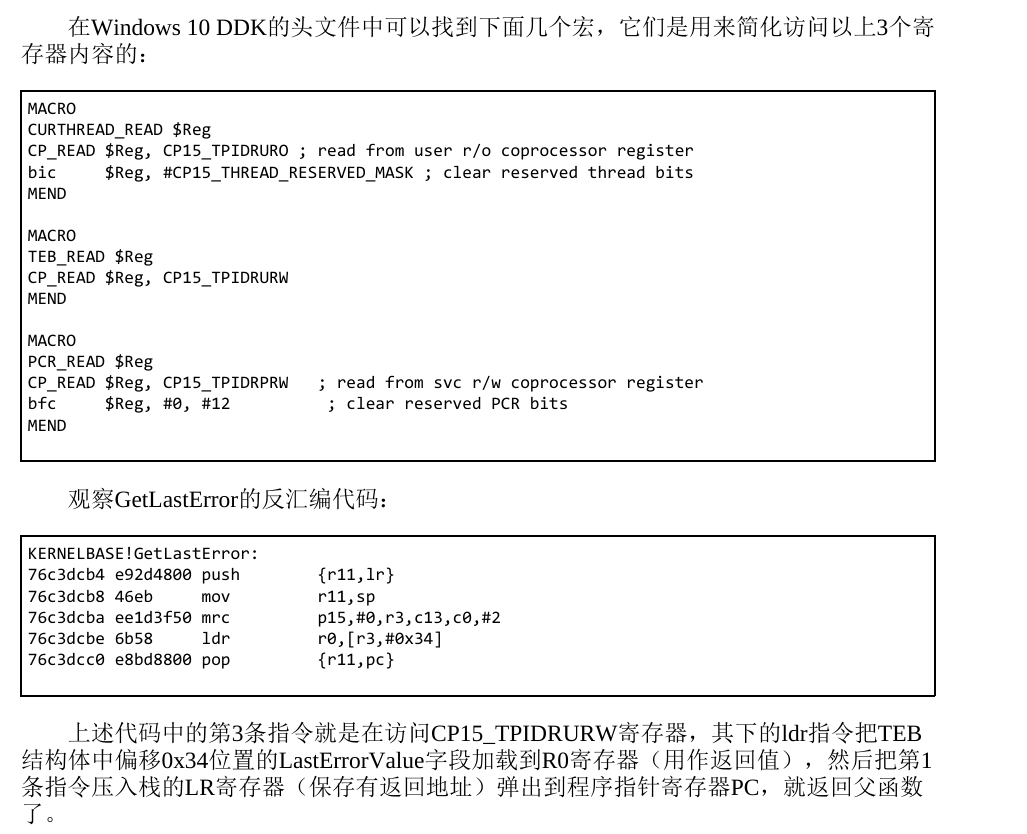 在Windows 10 DDK的头文件中可以找到下面几个宏，它们是用来简化访问以上3个寄
存器内容的：
MACRO
CURTHREAD_READ $Reg
CP_READ $Reg, CP15_TPIDRURO ; read from user r/o coprocessor register
bic     $Reg, #CP15_THREAD_RESERVED_MASK ; clear reserved thread bits
MEND
MACRO
TEB_READ $Reg
CP_READ $Reg, CP15_TPIDRURW
MEND
MACRO
PCR_READ $Reg
CP_READ $Reg, CP15_TPIDRPRW   ; read from svc r/w coprocessor register
bfc     $Reg, #0, #12          ; clear reserved PCR bits
MEND
观察GetLastError的反汇编代码：
KERNELBASE!GetLastError:
76c3dcb4 e92d4800 push        {r11,lr}
76c3dcb8 46eb     mov         r11,sp
76c3dcba ee1d3f50 mrc         p15,#0,r3,c13,c0,#2
76c3dcbe 6b58     ldr         r0,[r3,#0x34]
76c3dcc0 e8bd8800 pop         {r11,pc}
上述代码中的第3条指令就是在访问CP15_TPIDRURW寄存器，其下的ldr指令把TEB
结构体中偏移0x34位置的LastErrorValue字段加载到R0寄存器（用作返回值），然后把第1
条指令压入栈的LR寄存器（保存有返回地址）弹出到程序指针寄存器PC，就返回父函数
了。